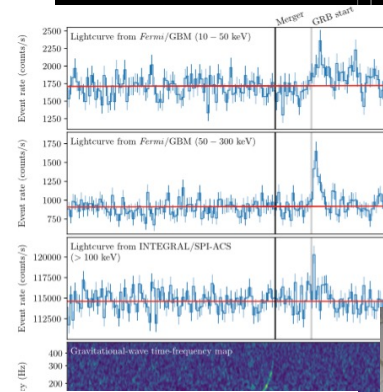 Merger
GRB start
2500
2250
2000
1750
1500
1250
Event rate (counts/s)
Lightcurve from Fermi/GBM (10 − 50 keV)
1750
1500
1250
1000
750
Event rate (counts/s)
Lightcurve from Fermi/GBM (50 − 300 keV)
120000
117500
115000
112500
Event rate (counts/s)
Lightcurve from INTEGRAL/SPI-ACS
(> 100 keV)
400
300
200
cy (Hz)
Gravitational-wave time-frequency map